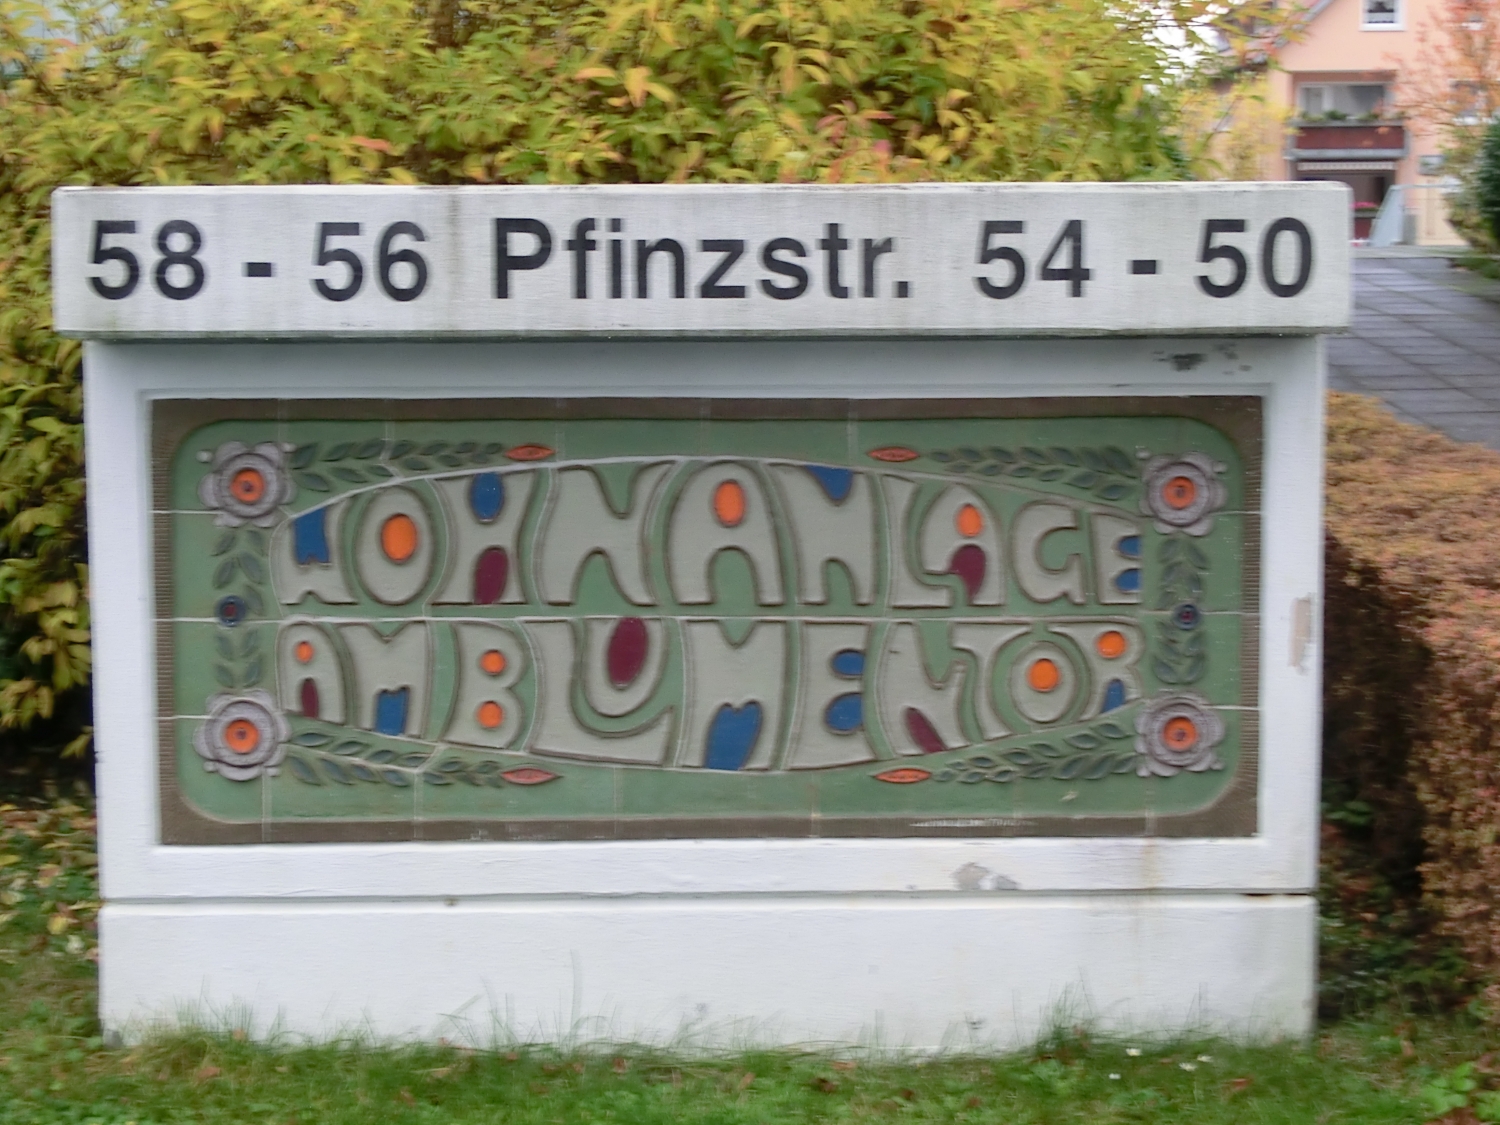 58 - 56 Pfinzstr. 54 - 50
WOHNANLAGE
AM BLUMENTOR